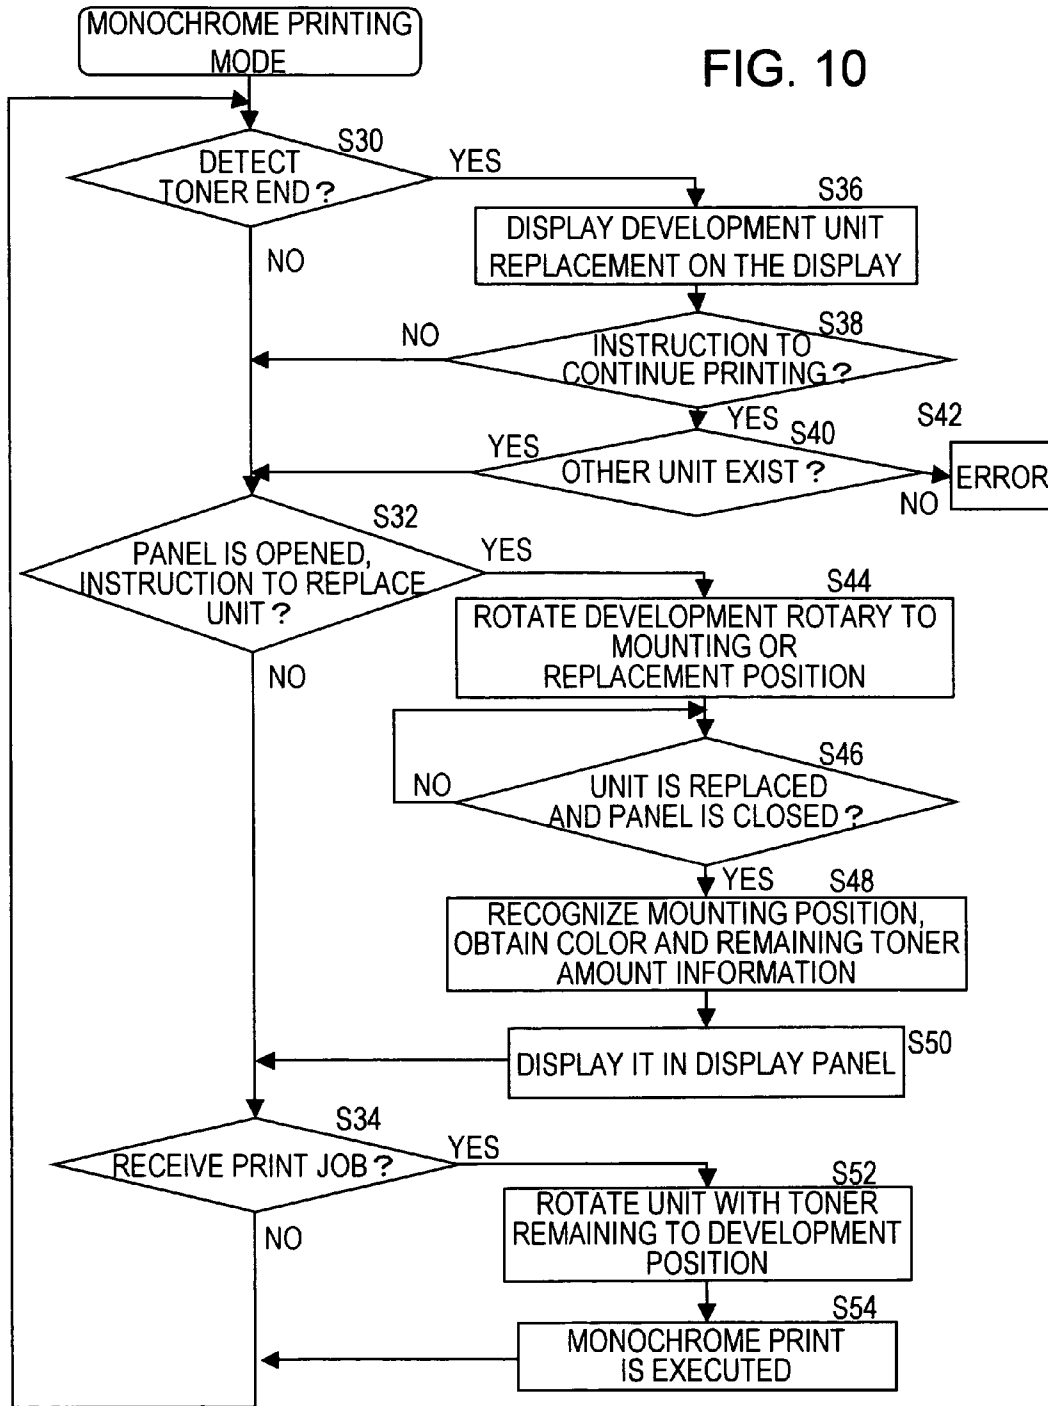 MONOCHROME PRINTING
MODE
FIG. 10
S30
DETECT
TONER END?
YES
NO
S36
DISPLAY DEVELOPMENT UNIT
REPLACEMENT ON THE DISPLAY
S38
NO
INSTRUCTION TO
CONTINUE PRINTING?
YES
S40
S42
YES
OTHER UNIT EXIST?
NO
ERROR
S32
PANEL IS OPENED,
INSTRUCTION TO REPLACE
UNIT?
YES
NO
S44
ROTATE DEVELOPMENT ROTARY TO
MOUNTING OR
REPLACEMENT POSITION
S46
NO
UNIT IS REPLACED
AND PANEL IS CLOSED?
YES
S48
RECOGNIZE MOUNTING POSITION,
OBTAIN COLOR AND REMAINING TONER
AMOUNT INFORMATION
S50
DISPLAY IT IN DISPLAY PANEL
S34
RECEIVE PRINT JOB?
YES
NO
S52
ROTATE UNIT WITH TONER
REMAINING TO DEVELOPMENT
POSITION
S54
MONOCHROME PRINT
IS EXECUTED